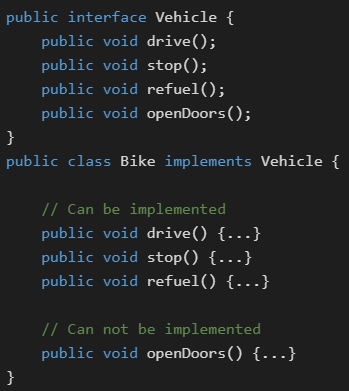 public interface Vehicle {
    public void drive();
    public void stop();
    public void refuel();
    public void openDoors();
}
public class Bike implements Vehicle {

    // Can be implemented
    public void drive() {...}
    public void stop() {...}
    public void refuel() {...}

    // Can not be implemented
    public void openDoors() {...}
}